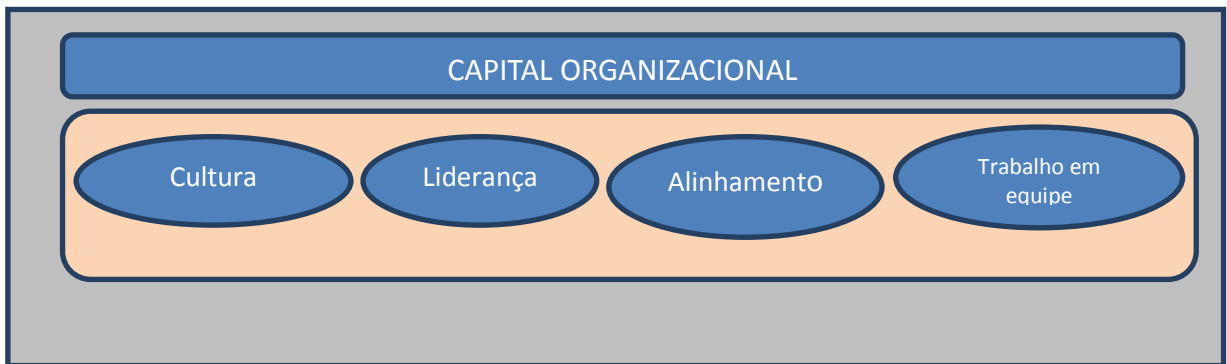 CAPITAL ORGANIZACIONAL
Cultura
Liderança
Alinhamento
Trabalho em
equipe